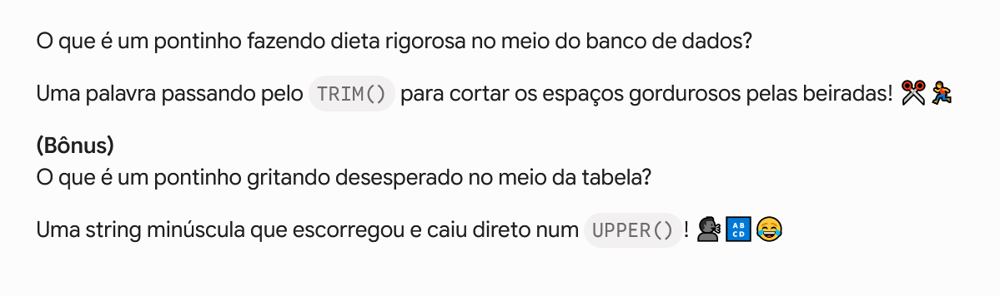 O que é um pontinho fazendo dieta rigorosa no meio do banco de dados?
Uma palavra passando pelo TRIM() para cortar os espaços gordurosos pelas beiradas! ✂️🏃
(Bônus)
O que é um pontinho gritando desesperado no meio da tabela?
Uma string minúscula que escorregou e caiu direto num UPPER()! 🗣️🔠😂